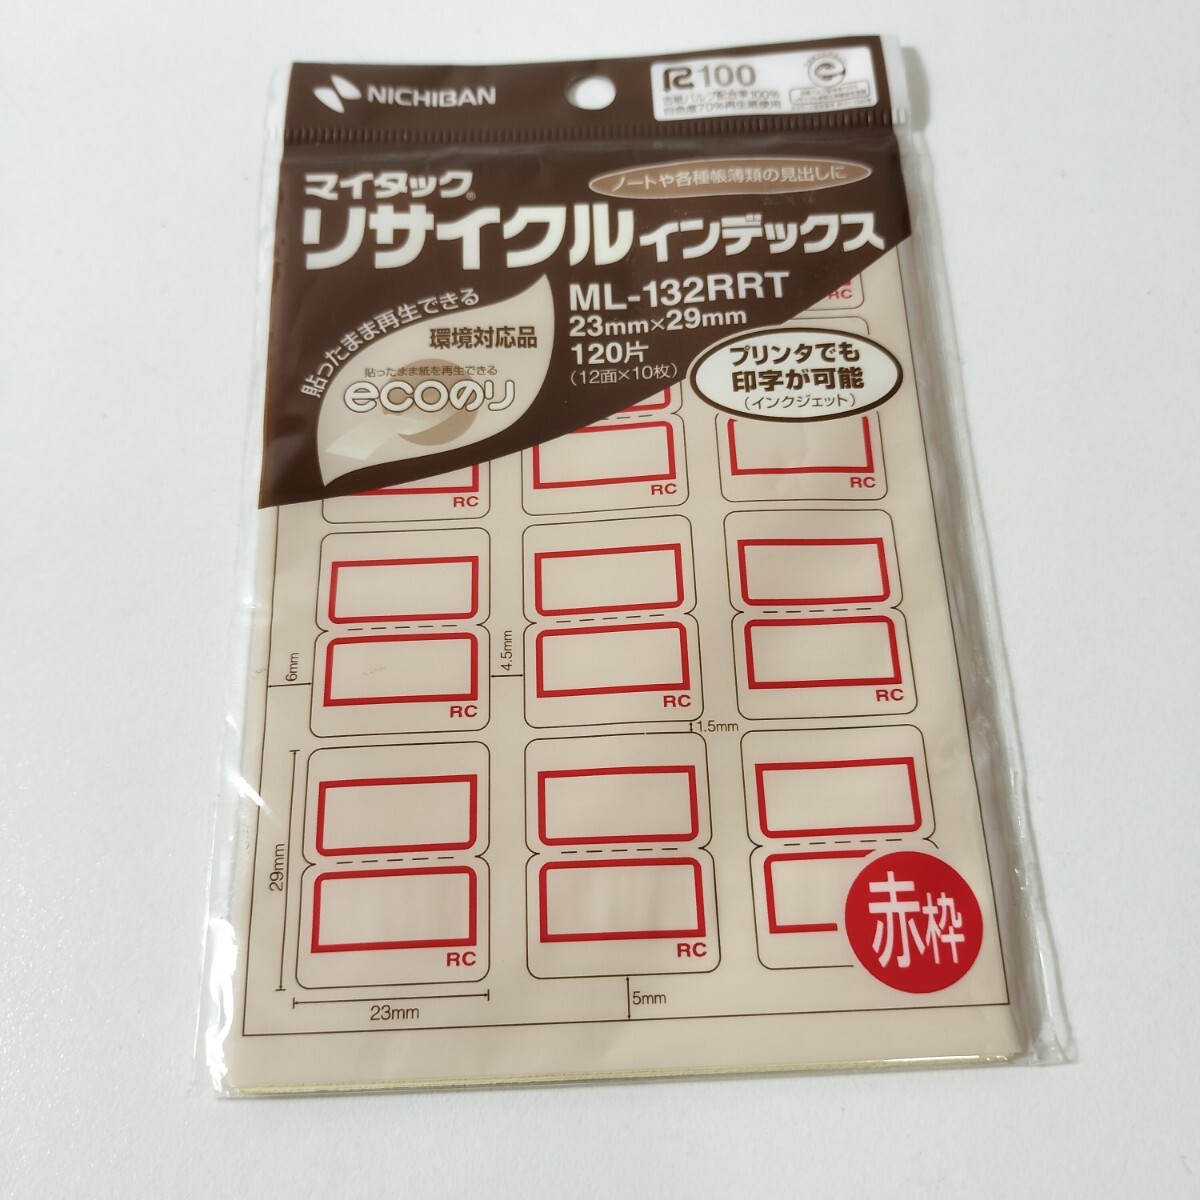 NICHIBAN
R100
古紙パルプ配合率100%
白色度70%再生紙使用
マイタック®
ノートや各種帳簿類の見出しに
リサイクルインデックス
貼ったまま再生できる
環境対応品
貼ったまま紙を再生できる
ecoのり
ML-132RRT
23mm×29mm
120片
(12面×10枚)
プリンタでも
印字が可能
(インクジェット)
RC
RC
RC
RC
6mm
4.5mm
RC
RC
RC
1.5mm
29mm
RC
RC
赤枠
23mm
5mm